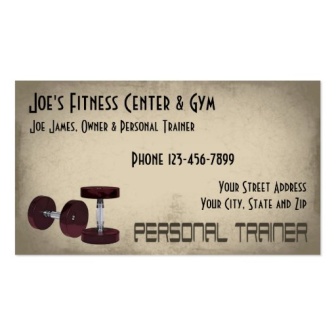 Joe's Fitness Center & Gym
Joe James, Owner & Personal Trainer
Phone 123-456-7899
Your Street Address
Your City, State and Zip
PERSONAL TRAINER